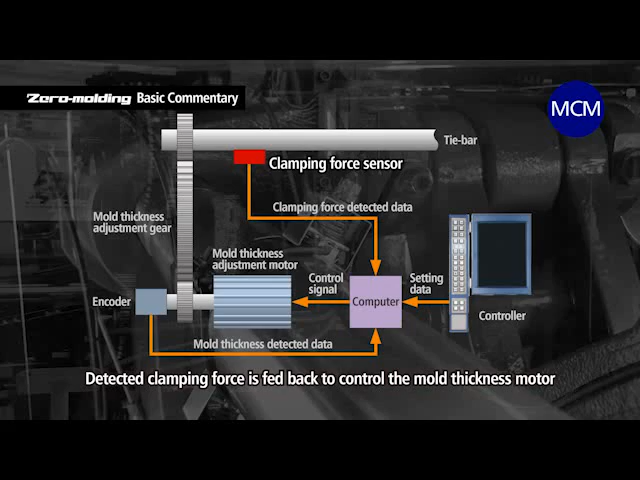 Zero-molding Basic Commentary
MCM
Tie-bar
Clamping force sensor
Clamping force detected data
Mold thickness
adjustment gear
Mold thickness
adjustment motor
Control
signal
Setting
data
Encoder
Computer
Controller
Mold thickness detected data
Detected clamping force is fed back to control the mold thickness motor